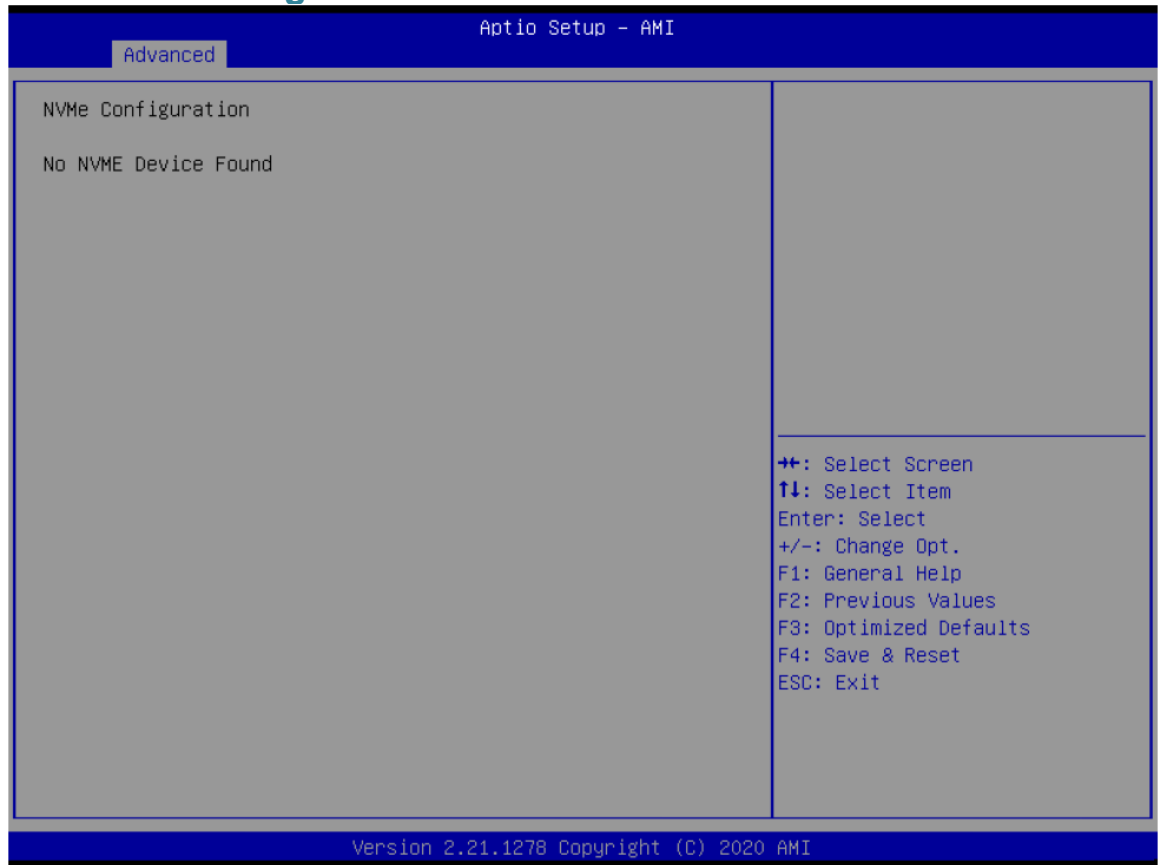 Aptio Setup – AMI
Advanced
NVMe Configuration
No NVME Device Found
→←: Select Screen
↑↓: Select Item
Enter: Select
+/-: Change Opt.
F1: General Help
F2: Previous Values
F3: Optimized Defaults
F4: Save & Reset
ESC: Exit
Version 2.21.1278 Copyright (C) 2020 AMI